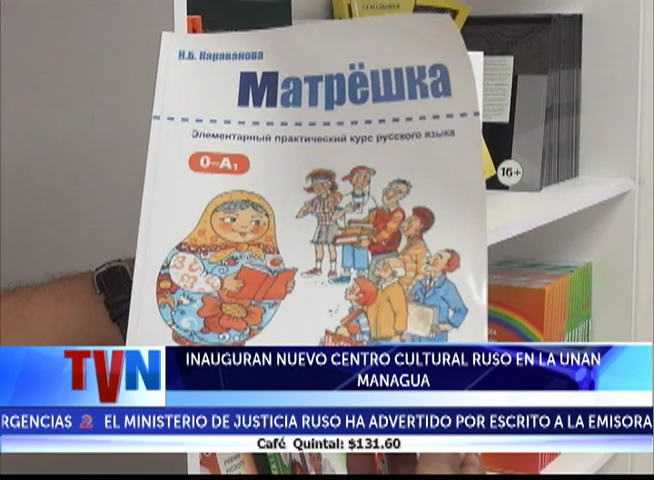 Н.Б. Караванова
Матрёшка
Элементарный практический курс русского языка
0–A1
16+
TVN
INAUGURAN NUEVO CENTRO CULTURAL RUSO EN LA UNAN
MANAGUA
RGENCIAS 2 EL MINISTERIO DE JUSTICIA RUSO HA ADVERTIDO POR ESCRITO A LA EMISORA
Café Quintal: $131.60